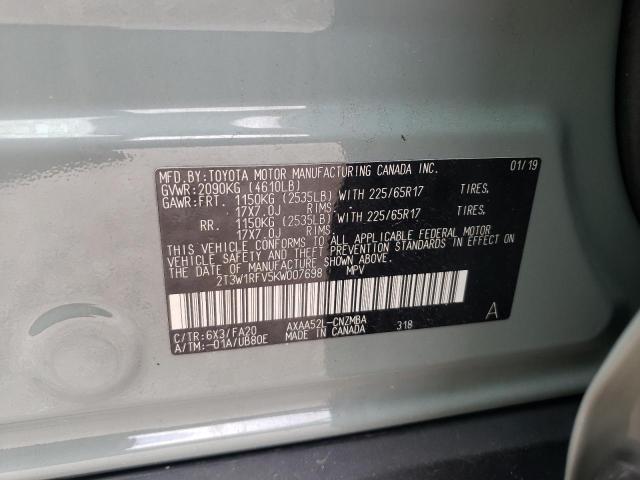 MFD.BY:TOYOTA MOTOR MANUFACTURING CANADA INC. 01/19
GVWR:2090KG (4610LB)
GAWR:FRT. 1150KG (2535LB) WITH 225/65R17 TIRES.
17X7.0J RIMS
RR. 1150KG (2535LB) WITH 225/65R17 TIRES.
17X7.0J RIMS
THIS VEHICLE CONFORMS TO ALL APPLICABLE FEDERAL MOTOR
VEHICLE SAFETY AND THEFT PREVENTION STANDARDS IN EFFECT
ON THE DATE OF MANUFACTURE SHOWN ABOVE.
2T3W1RFV5KW007698 MPV
C/TR:6X3/FA20 AXAA52L-CNZMBA A
A/TM:-01A/UB80E MADE IN CANADA 318